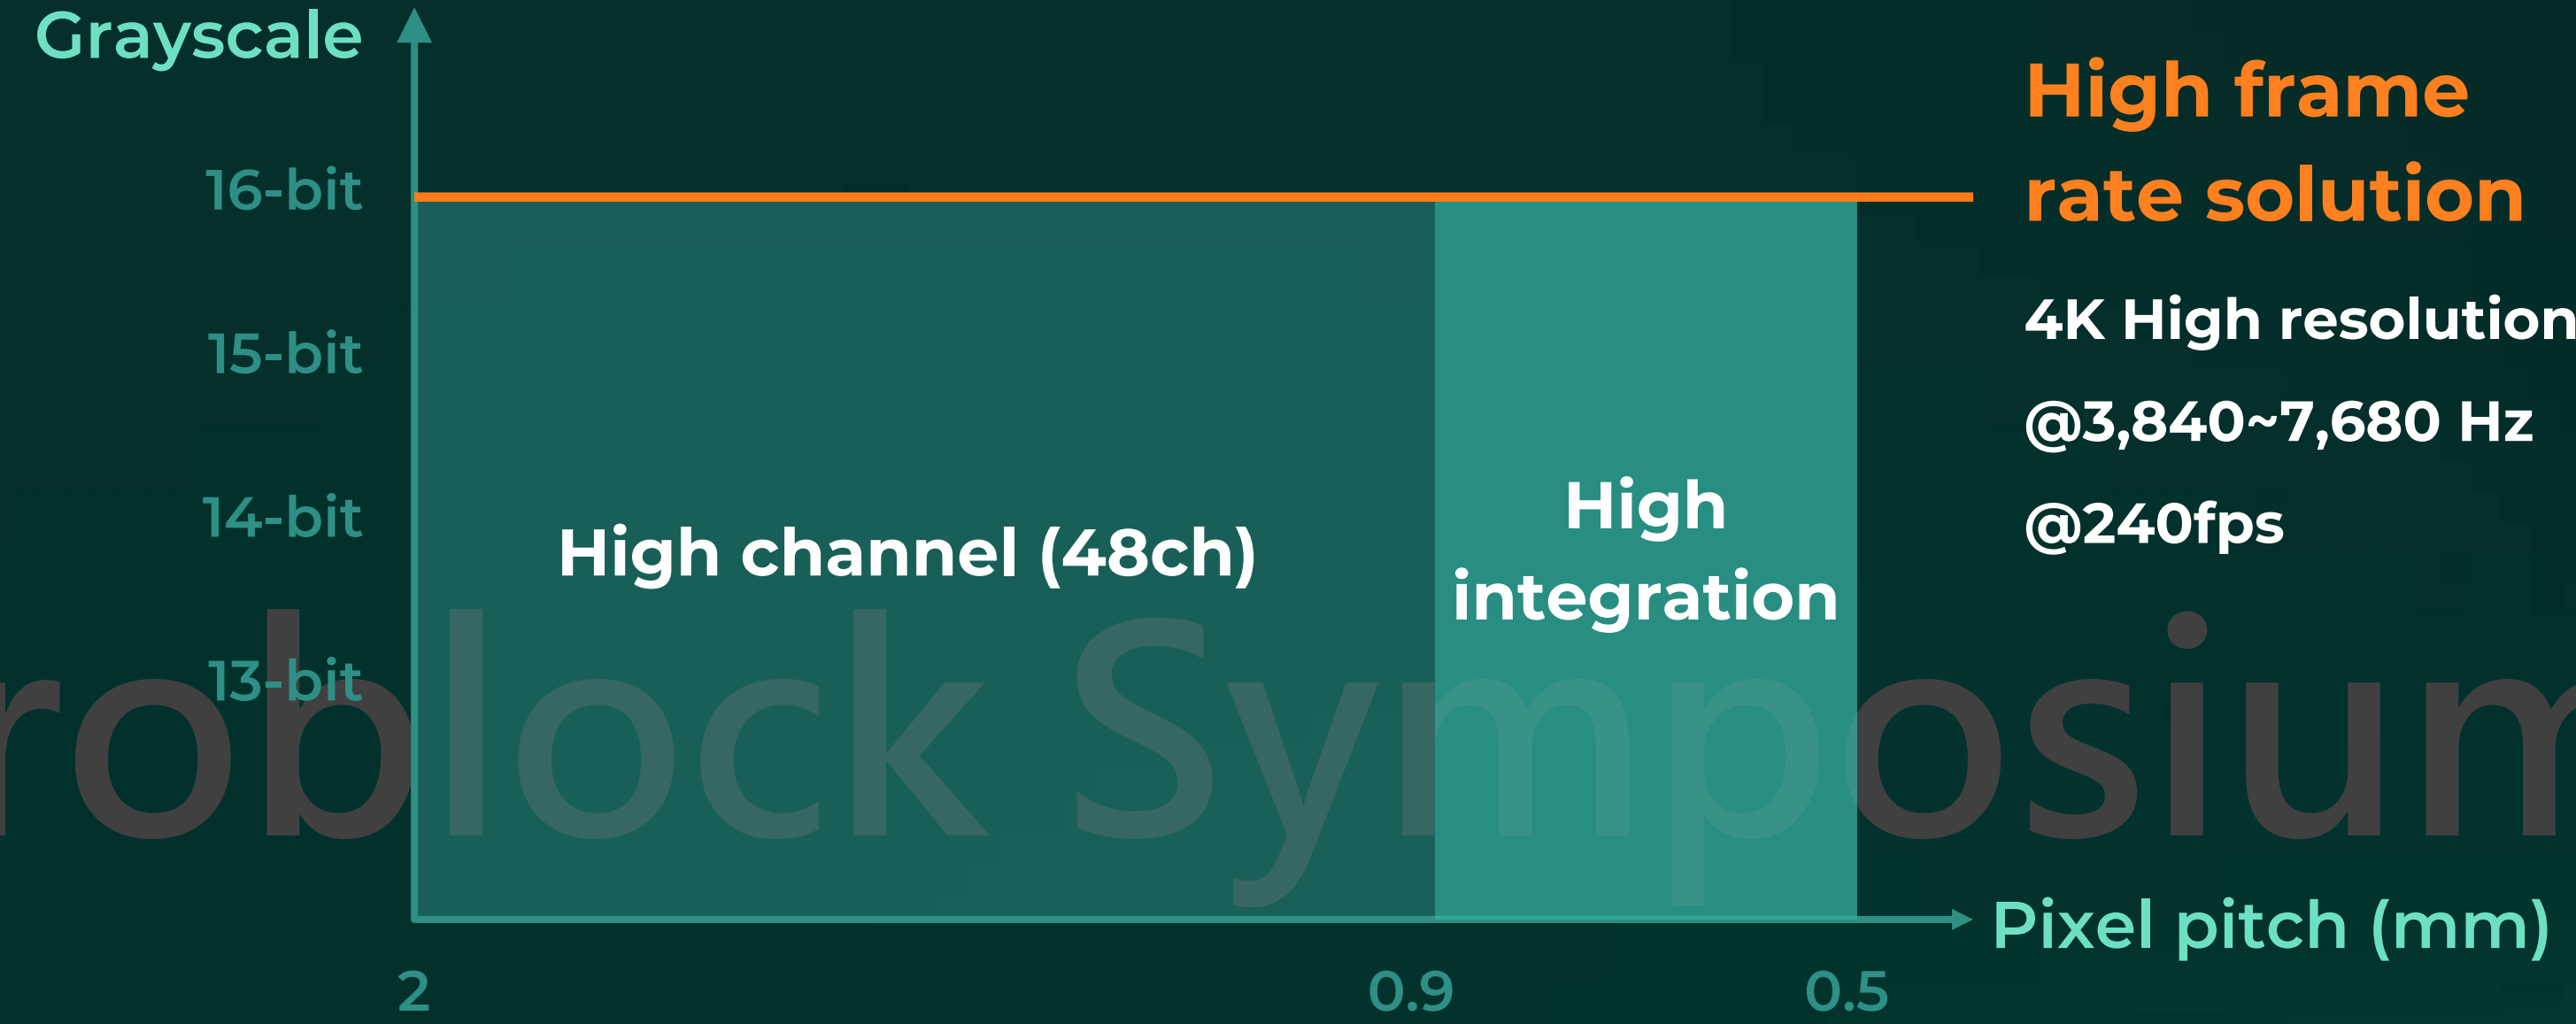 Grayscale
16-bit
15-bit
14-bit
13-bit
High channel (48ch)
High
integration
High frame
rate solution
4K High resolution
@3,840~7,680 Hz
@240fps
roblock Symposium
Pixel pitch (mm)
2
0.9
0.5